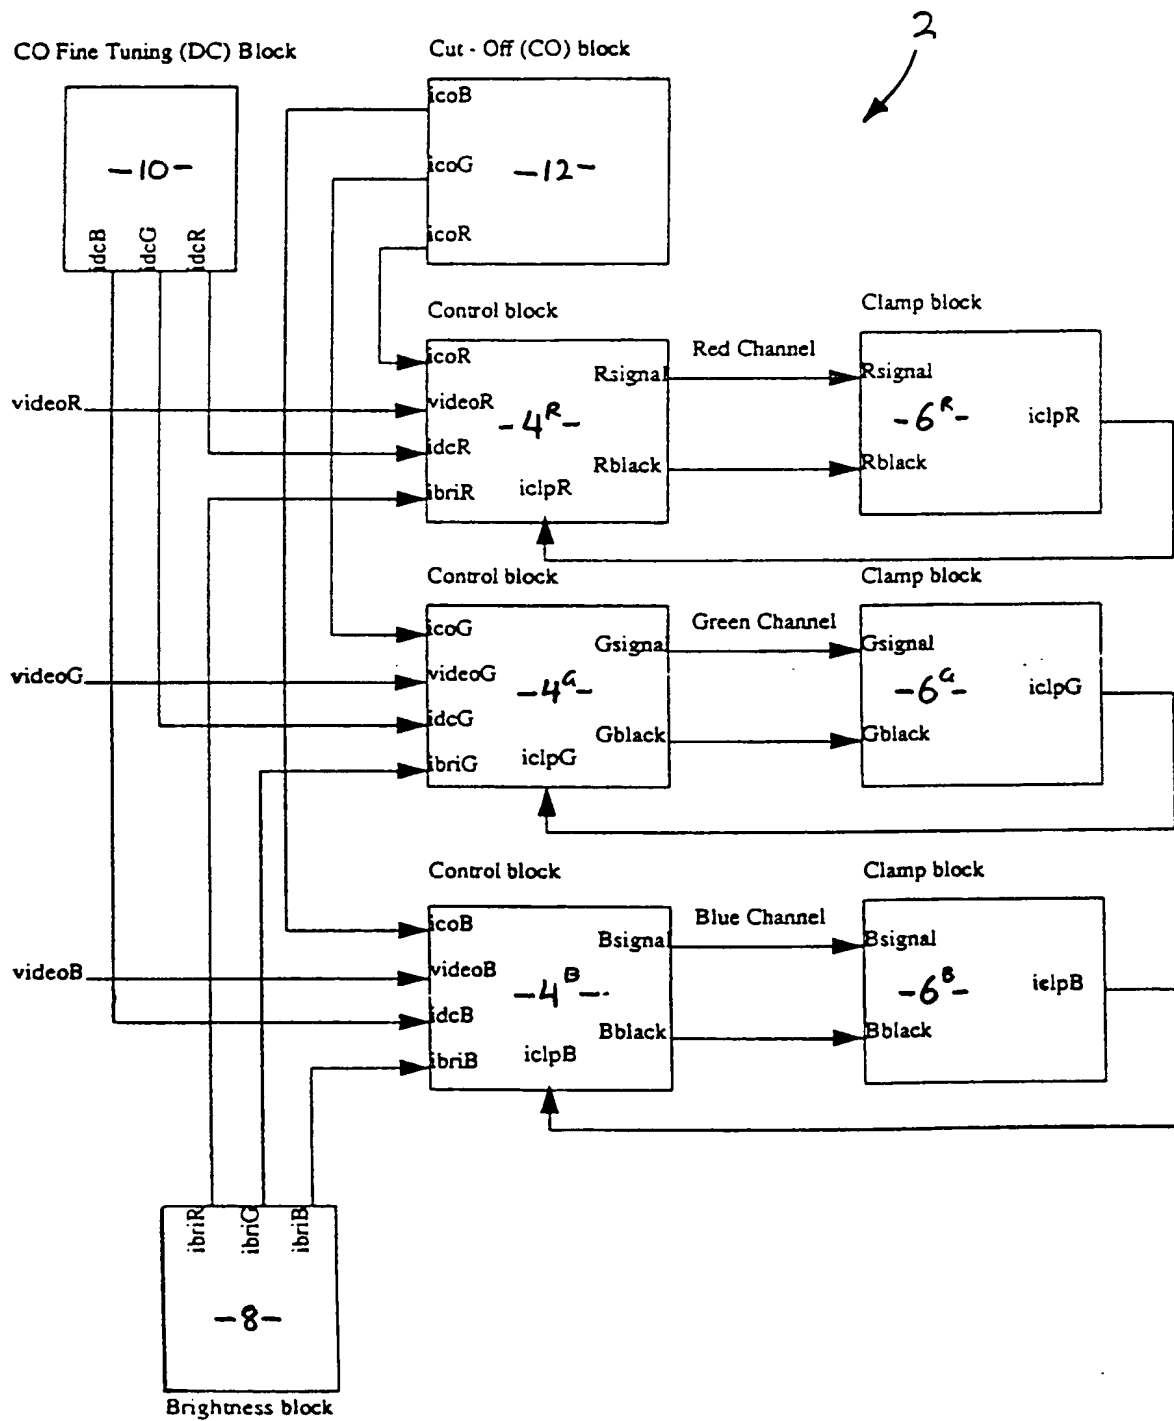 2
CO Fine Tuning (DC) Block
Cut - Off (CO) block
-10-
idcB
idcG
idcR
icoB
icoG
icoR
-12-
Control block
icoR
videoR
videoR
idcR
ibriR
-4R-
iclpR
Rsignal
Rblack
Red Channel
Clamp block
Rsignal
Rblack
-6R-
iclpR
Control block
icoG
videoG
videoG
idcG
ibriG
-4G-
iclpG
Gsignal
Gblack
Green Channel
Clamp block
Gsignal
Gblack
-6G-
iclpG
Control block
icoB
videoB
videoB
idcB
ibriB
-4B--
iclpB
Bsignal
Bblack
Blue Channel
Clamp block
Bsignal
Bblack
-6B-
iclpB
ibriR
ibriG
ibriB
-8-
Brightness block